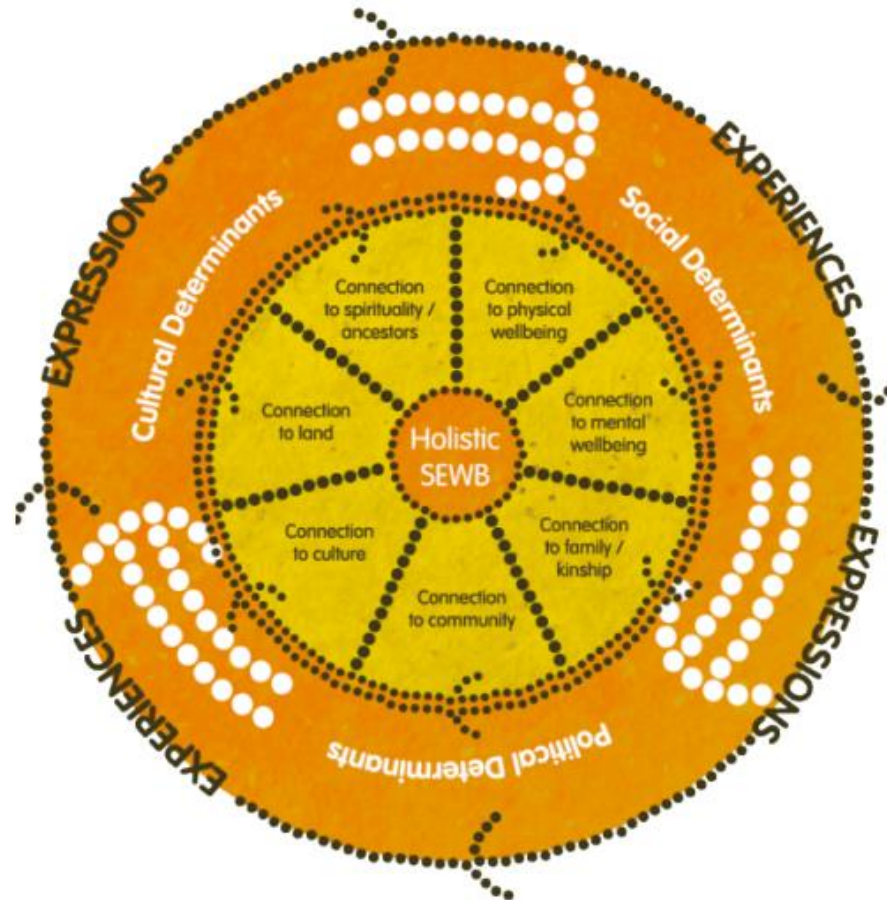 EXPRESSIONS
EXPERIENCES
Cultural Determinants
Social Determinants
Connection
to spirituality /
ancestors
Connection
to physical
wellbeing
Connection
to land
Connection
to mental
wellbeing
Holistic
SEWB
Connection
to culture
Connection
to family /
kinship
Connection
to community
EXPERIENCES
EXPRESSIONS
Political Determinants